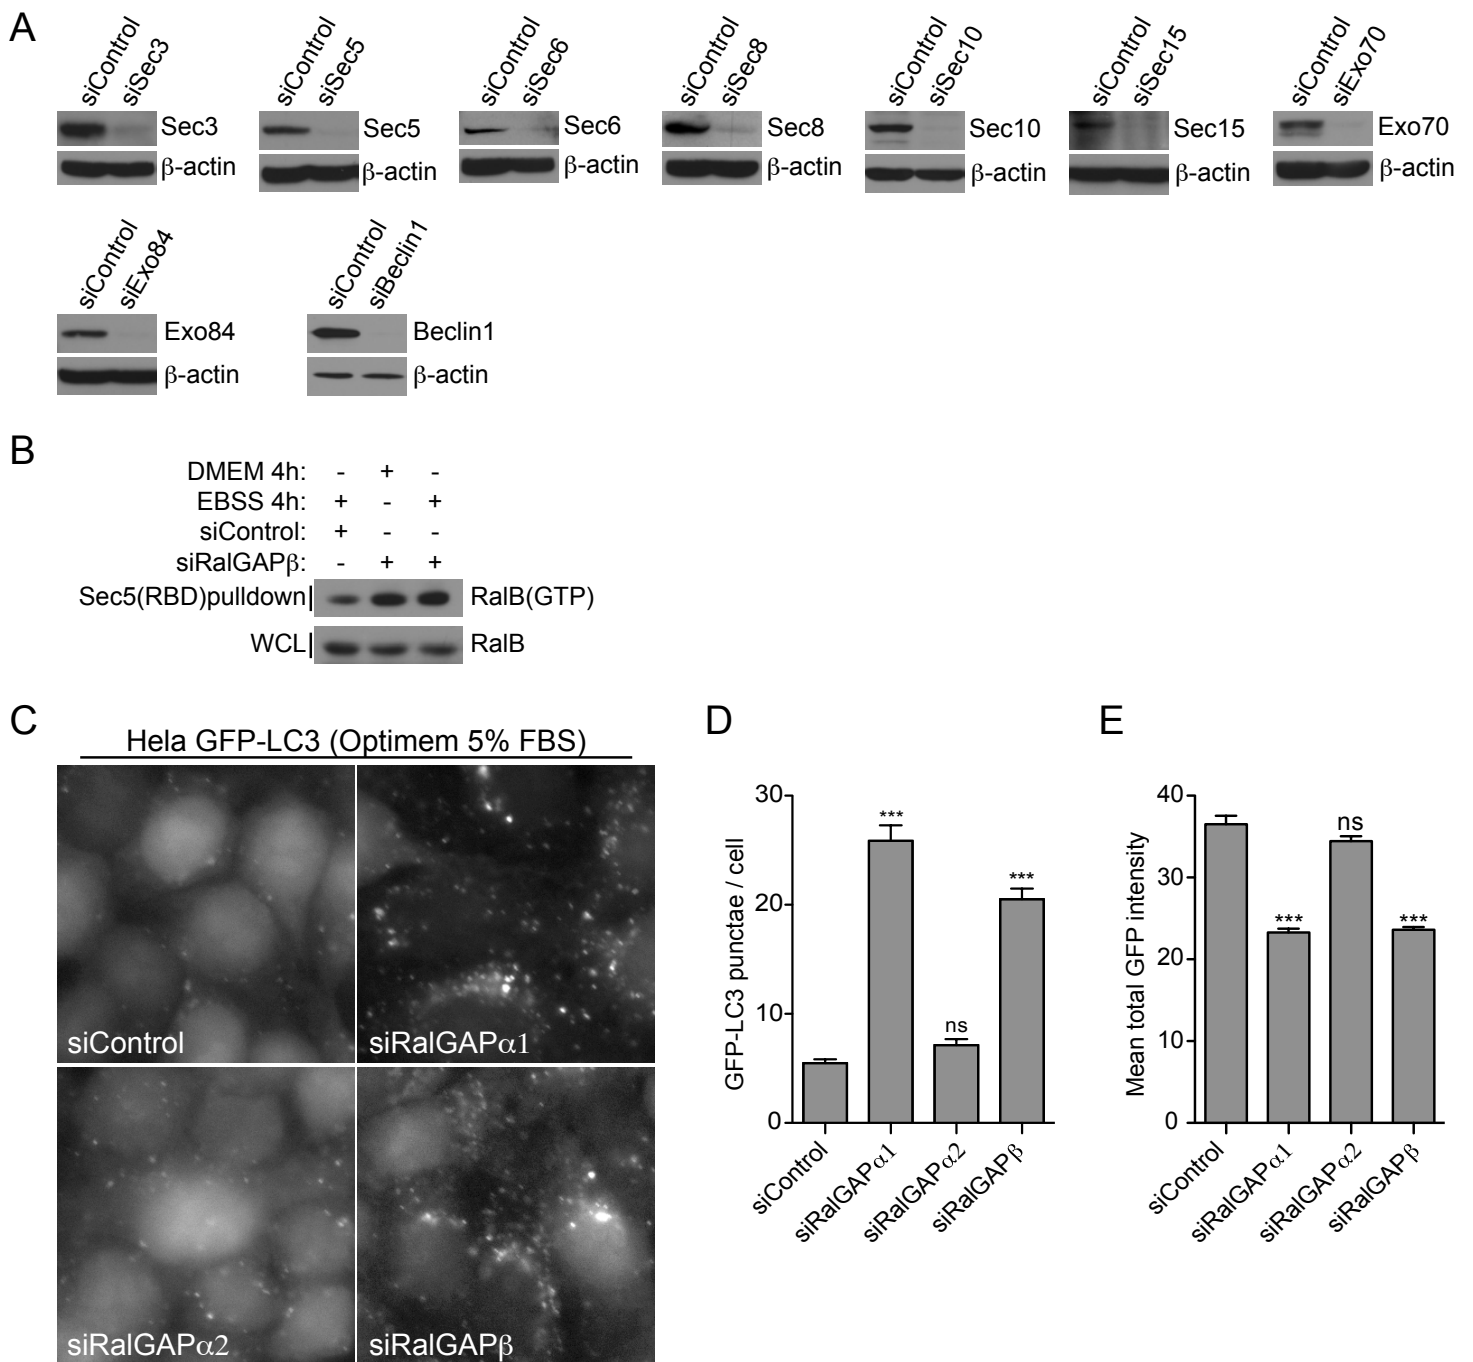 A
siControl siSec3
Sec3
β-actin
siControl siSec5
Sec5
β-actin
siControl siSec6
Sec6
β-actin
siControl siSec8
Sec8
β-actin
siControl siSec10
Sec10
β-actin
siControl siSec15
Sec15
β-actin
siControl siExo70
Exo70
β-actin
siControl siExo84
Exo84
β-actin
siControl siBeclin1
Beclin1
β-actin
B
DMEM 4h: - + -
EBSS 4h: + - +
siControl: + - -
siRalGAPβ: - + +
Sec5(RBD)pulldown RalB(GTP)
WCL RalB
C
Hela GFP-LC3 (Optimem 5% FBS)
siControl
siRalGAPα1
siRalGAPα2
siRalGAPβ
D
GFP-LC3 punctae / cell
30
20
10
0
***
ns
***
siControl
siRalGAPα1
siRalGAPα2
siRalGAPβ
E
Mean total GFP intensity
40
30
20
10
0
***
ns
***
siControl
siRalGAPα1
siRalGAPα2
siRalGAPβ